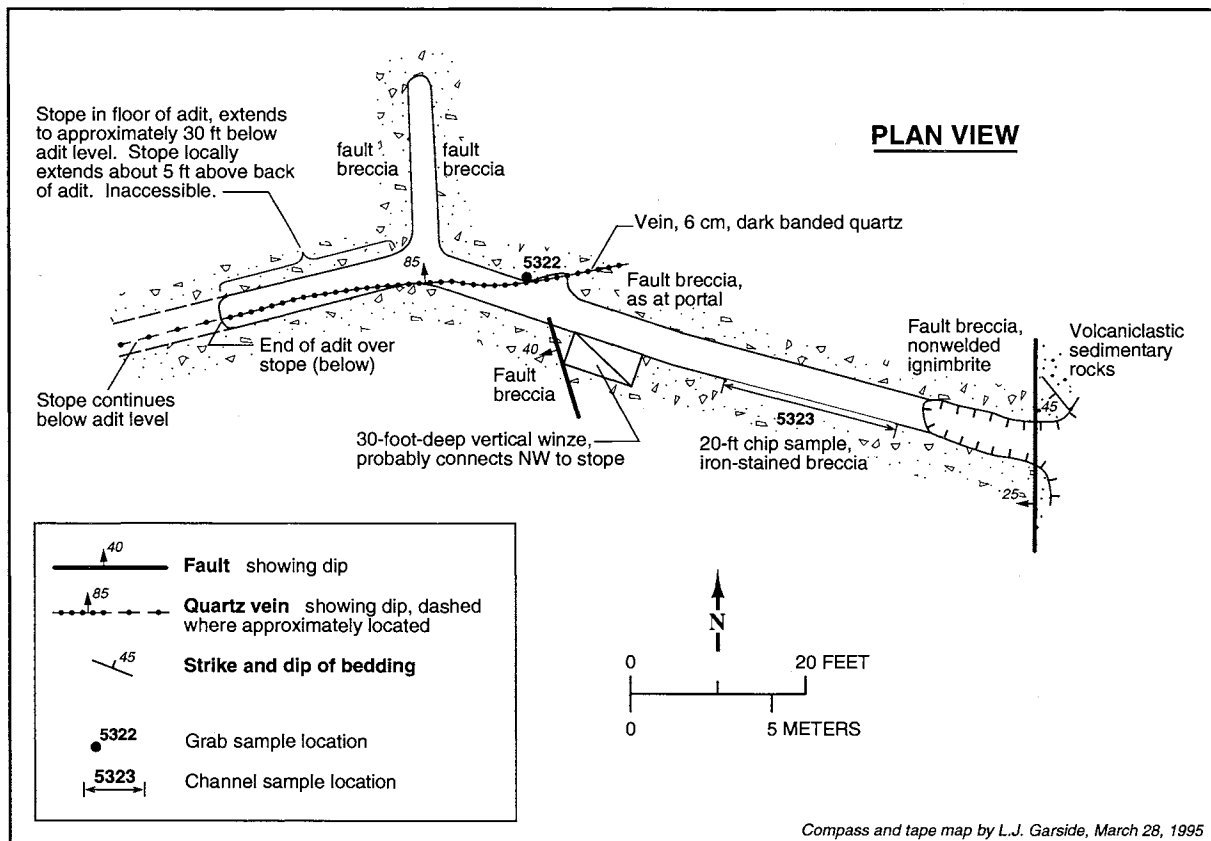 PLAN VIEW
Stope in floor of adit, extends
to approximately 30 ft below
adit level. Stope locally
extends about 5 ft above back
of adit. Inaccessible.
fault
breccia
fault
breccia
Vein, 6 cm, dark banded quartz
5322
85
Fault breccia,
as at portal
Fault breccia,
nonwelded
ignimbrite
Volcaniclastic
sedimentary
rocks
45
End of adit over
stope (below)
40
Fault
breccia
Stope continues
below adit level
30-foot-deep vertical winze,
probably connects NW to stope
5323
20-ft chip sample,
iron-stained breccia
25
40
Fault showing dip
85
Quartz vein showing dip, dashed
where approximately located
45
Strike and dip of bedding
5322
Grab sample location
5323
Channel sample location
N
0 20 FEET
0 5 METERS
Compass and tape map by L.J. Garside, March 28, 1995